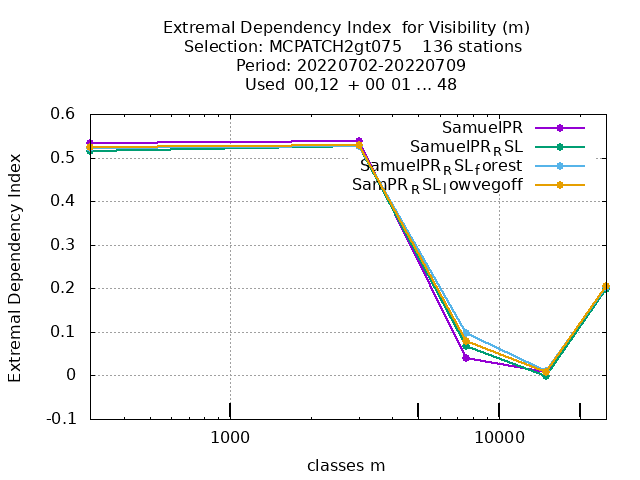 Extremal Dependency Index  for Visibility (m)
Selection: MCPATCH2gt075    136 stations
Period: 20220702-20220709
Used  00,12  + 00 01 ... 48
SamuelPR
SamuelPR_RSL
SamuelPR_RSL_forest
SamPR_RSL_lowvegoff
0.6
0.5
0.4
0.3
0.2
0.1
0
-0.1
Extremal Dependency Index
1000
10000
classes m